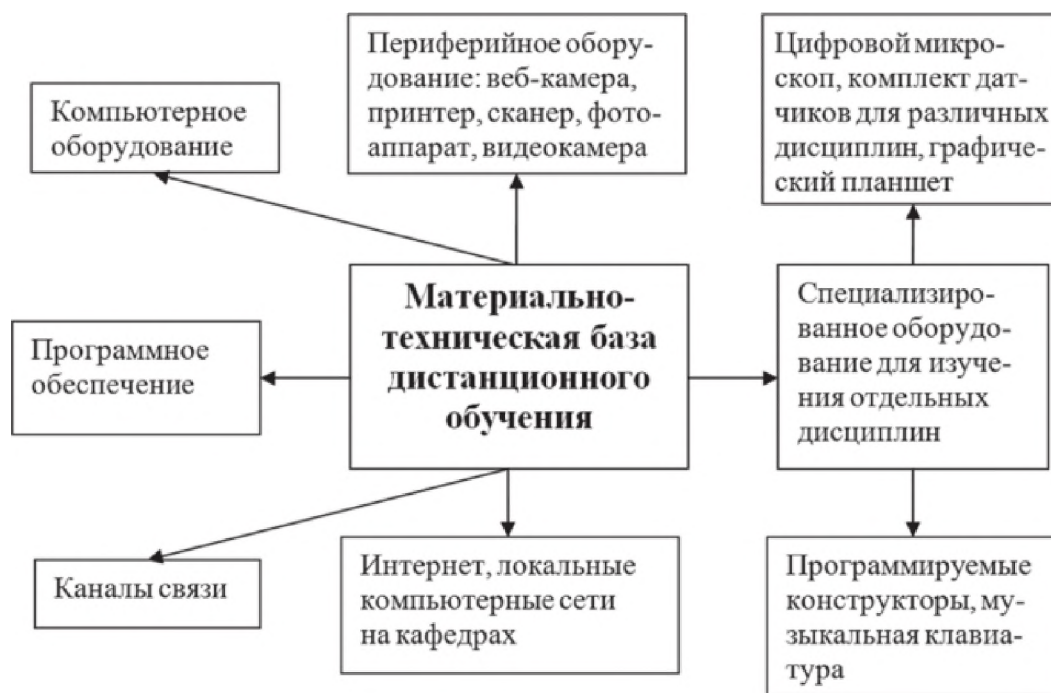 Компьютерное
оборудование
Периферийное обору-
дование: веб-камера,
принтер, сканер, фото-
аппарат, видеокамера
Цифровой микро-
скоп, комплект дат-
чиков для различных
дисциплин, графиче-
ский планшет
Программное
обеспечение
Материально-
техническая база
дистанционного
обучения
Специализиро-
ванное оборудо-
вание для изуче-
ния отдельных
дисциплин
Каналы связи
Интернет, локальные
компьютерные сети
на кафедрах
Программируемые
конструкторы, му-
зыкальная клавиа-
тура